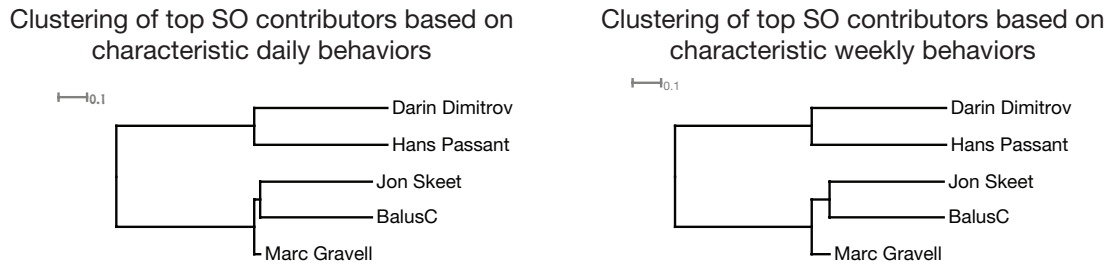 Clustering of top SO contributors based on
characteristic daily behaviors
0.1
Darin Dimitrov
Hans Passant
Jon Skeet
BalusC
Marc Gravell
Clustering of top SO contributors based on
characteristic weekly behaviors
0.1
Darin Dimitrov
Hans Passant
Jon Skeet
BalusC
Marc Gravell